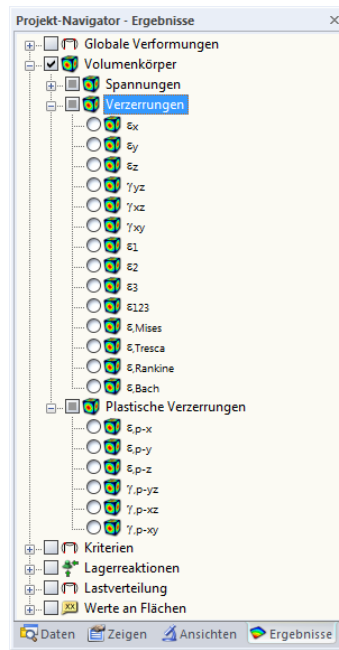 Projekt-Navigator - Ergebnisse
Globale Verformungen
Volumenkörper
Spannungen
Verzerrungen
εx
εy
εz
γyz
γxz
γxy
ε1
ε2
ε3
ε123
ε,Mises
ε,Tresca
ε,Rankine
ε,Bach
Plastische Verzerrungen
ε,p-x
ε,p-y
ε,p-z
γ,p-yz
γ,p-xz
γ,p-xy
Kriterien
Lagerreaktionen
Lastverteilung
xx Werte an Flächen
Daten Zeigen Ansichten Ergebnisse